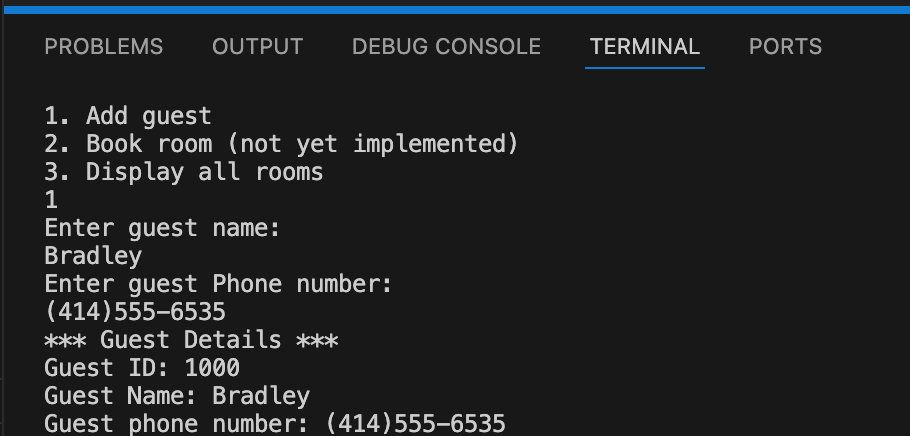 PROBLEMS OUTPUT DEBUG CONSOLE TERMINAL PORTS
1. Add guest
2. Book room (not yet implemented)
3. Display all rooms
1
Enter guest name:
Bradley
Enter guest Phone number:
(414)555-6535
*** Guest Details ***
Guest ID: 1000
Guest Name: Bradley
Guest phone number: (414)555-6535